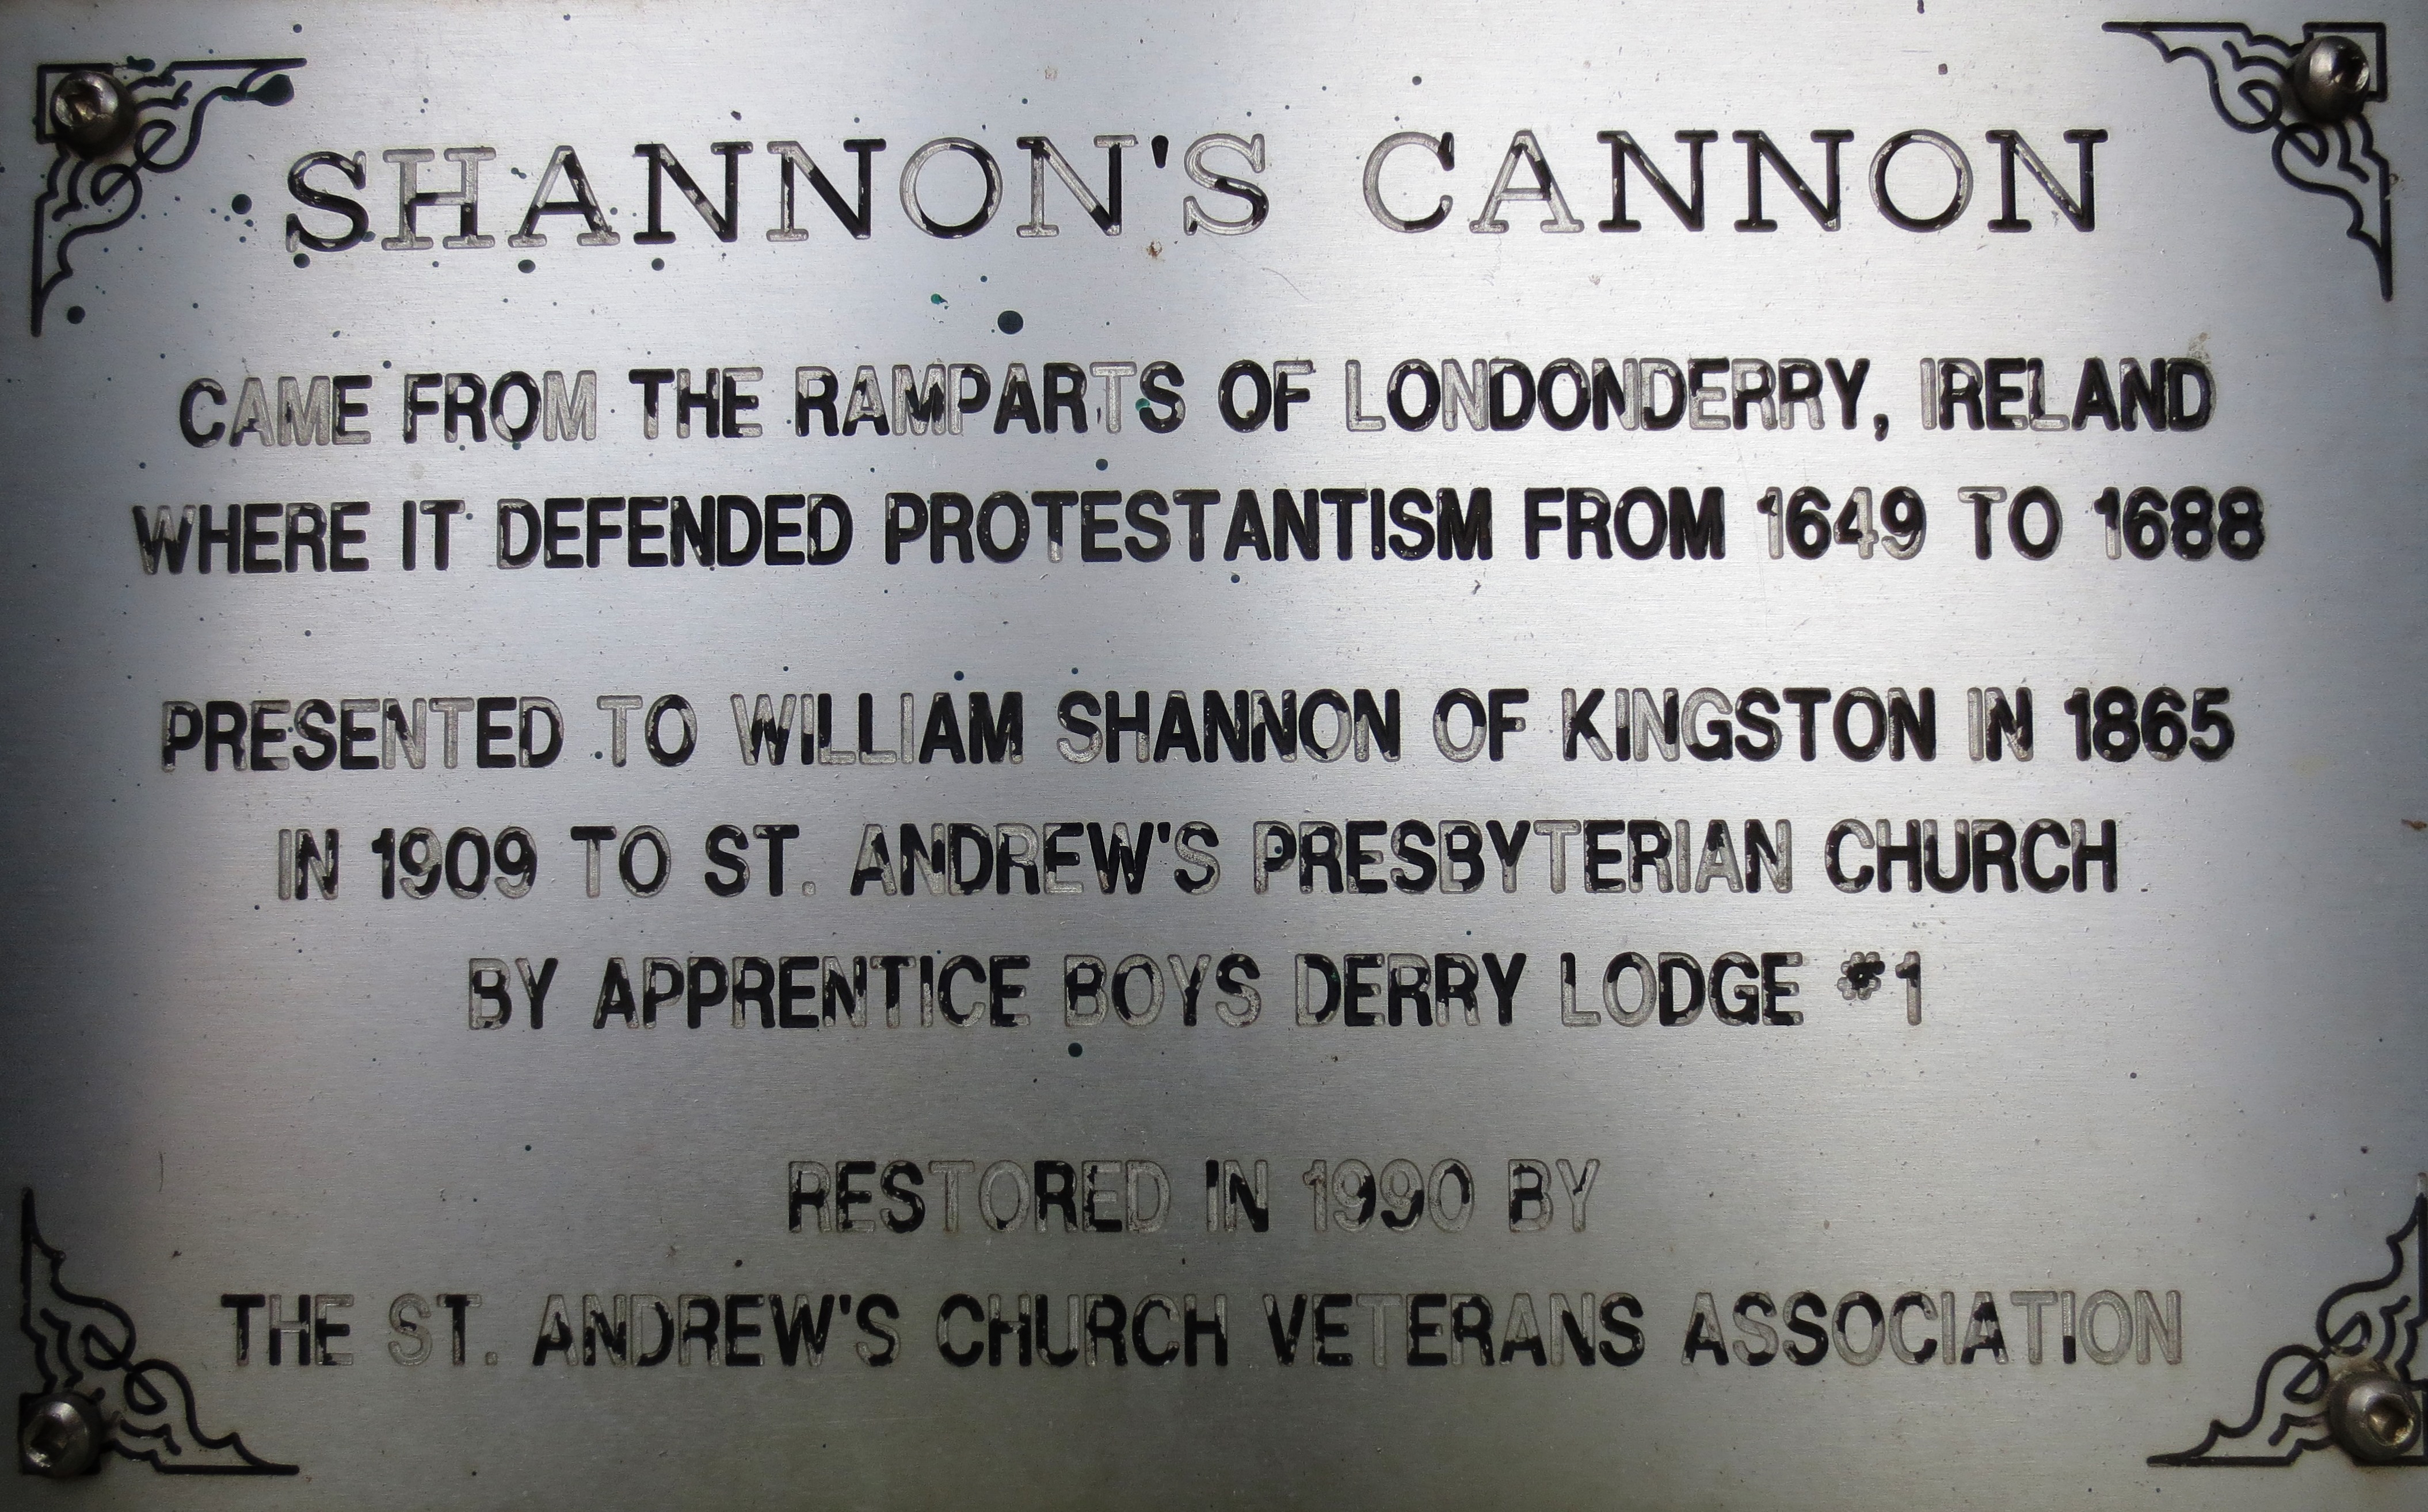 SHANNON'S CANNON
CAME FROM THE RAMPARTS OF LONDONDERRY, IRELAND
WHERE IT DEFENDED PROTESTANTISM FROM 1649 TO 1688
PRESENTED TO WILLIAM SHANNON OF KINGSTON IN 1865
IN 1909 TO ST. ANDREW'S PRESBYTERIAN CHURCH
BY APPRENTICE BOYS DERRY LODGE #1
RESTORED IN 1990 BY
THE ST. ANDREW'S CHURCH VETERANS ASSOCIATION